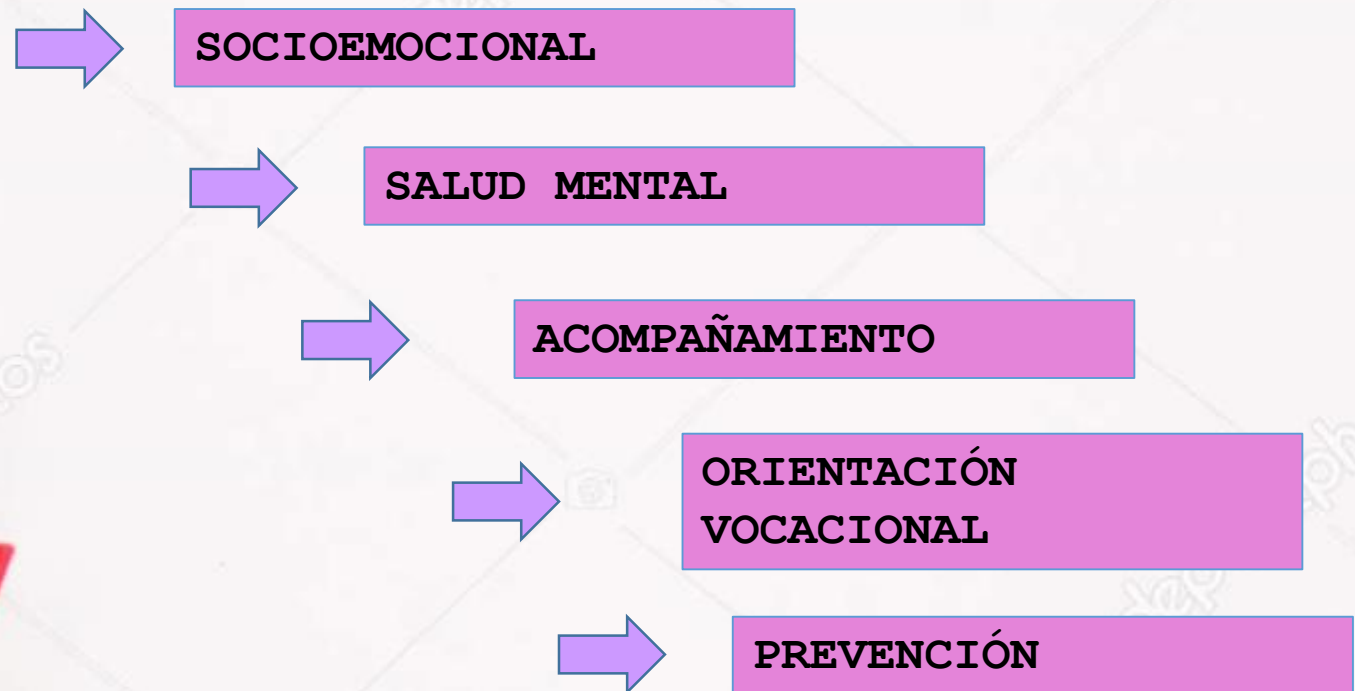 SOCIOEMOCIONAL
SALUD MENTAL
ACOMPAÑAMIENTO
ORIENTACIÓN
VOCACIONAL
PREVENCIÓN